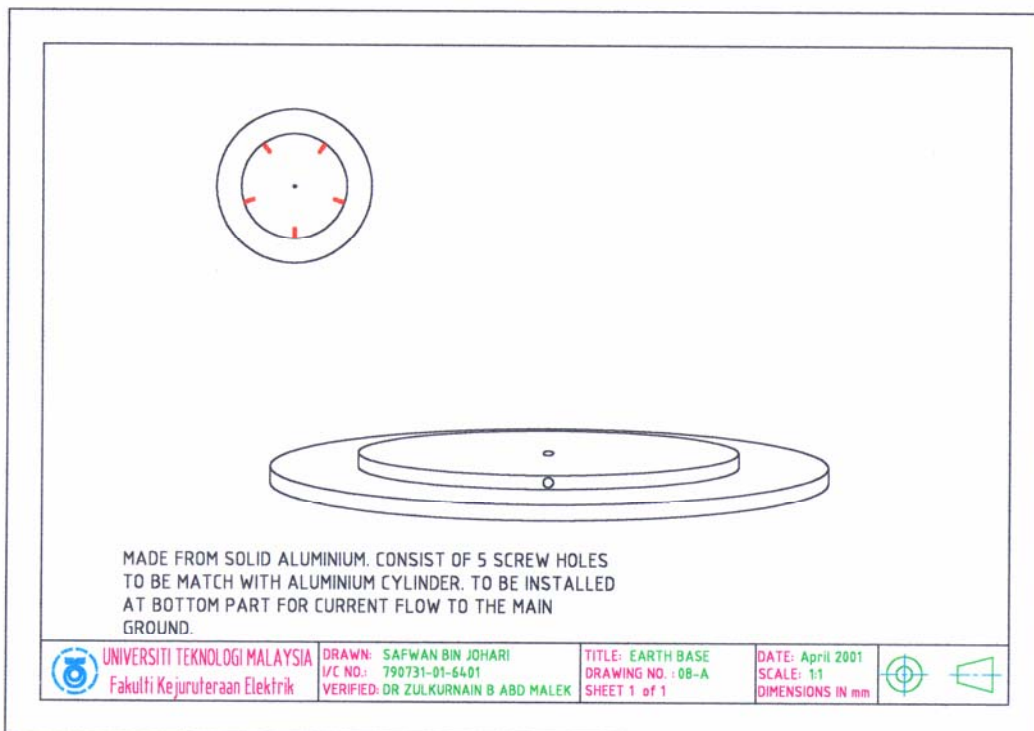 MADE FROM SOLID ALUMINIUM. CONSIST OF 5 SCREW HOLES
TO BE MATCH WITH ALUMINIUM CYLINDER. TO BE INSTALLED
AT BOTTOM PART FOR CURRENT FLOW TO THE MAIN
GROUND.
UNIVERSITI TEKNOLOGI MALAYSIA
Fakulti Kejuruteraan Elektrik
DRAWN: SAFWAN BIN JOHARI
I/C NO.: 790731-01-6401
VERIFIED: DR ZULKURNAIN B ABD MALEK
TITLE: EARTH BASE
DRAWING NO. : 08-A
SHEET 1 of 1
DATE: April 2001
SCALE: 1:1
DIMENSIONS IN mm